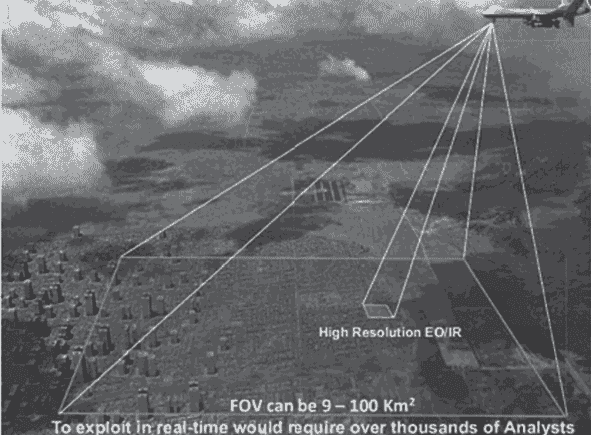 High Resolution EO/IR
FOV can be 9 – 100 Km²
To exploit in real-time would require over thousands of Analysts